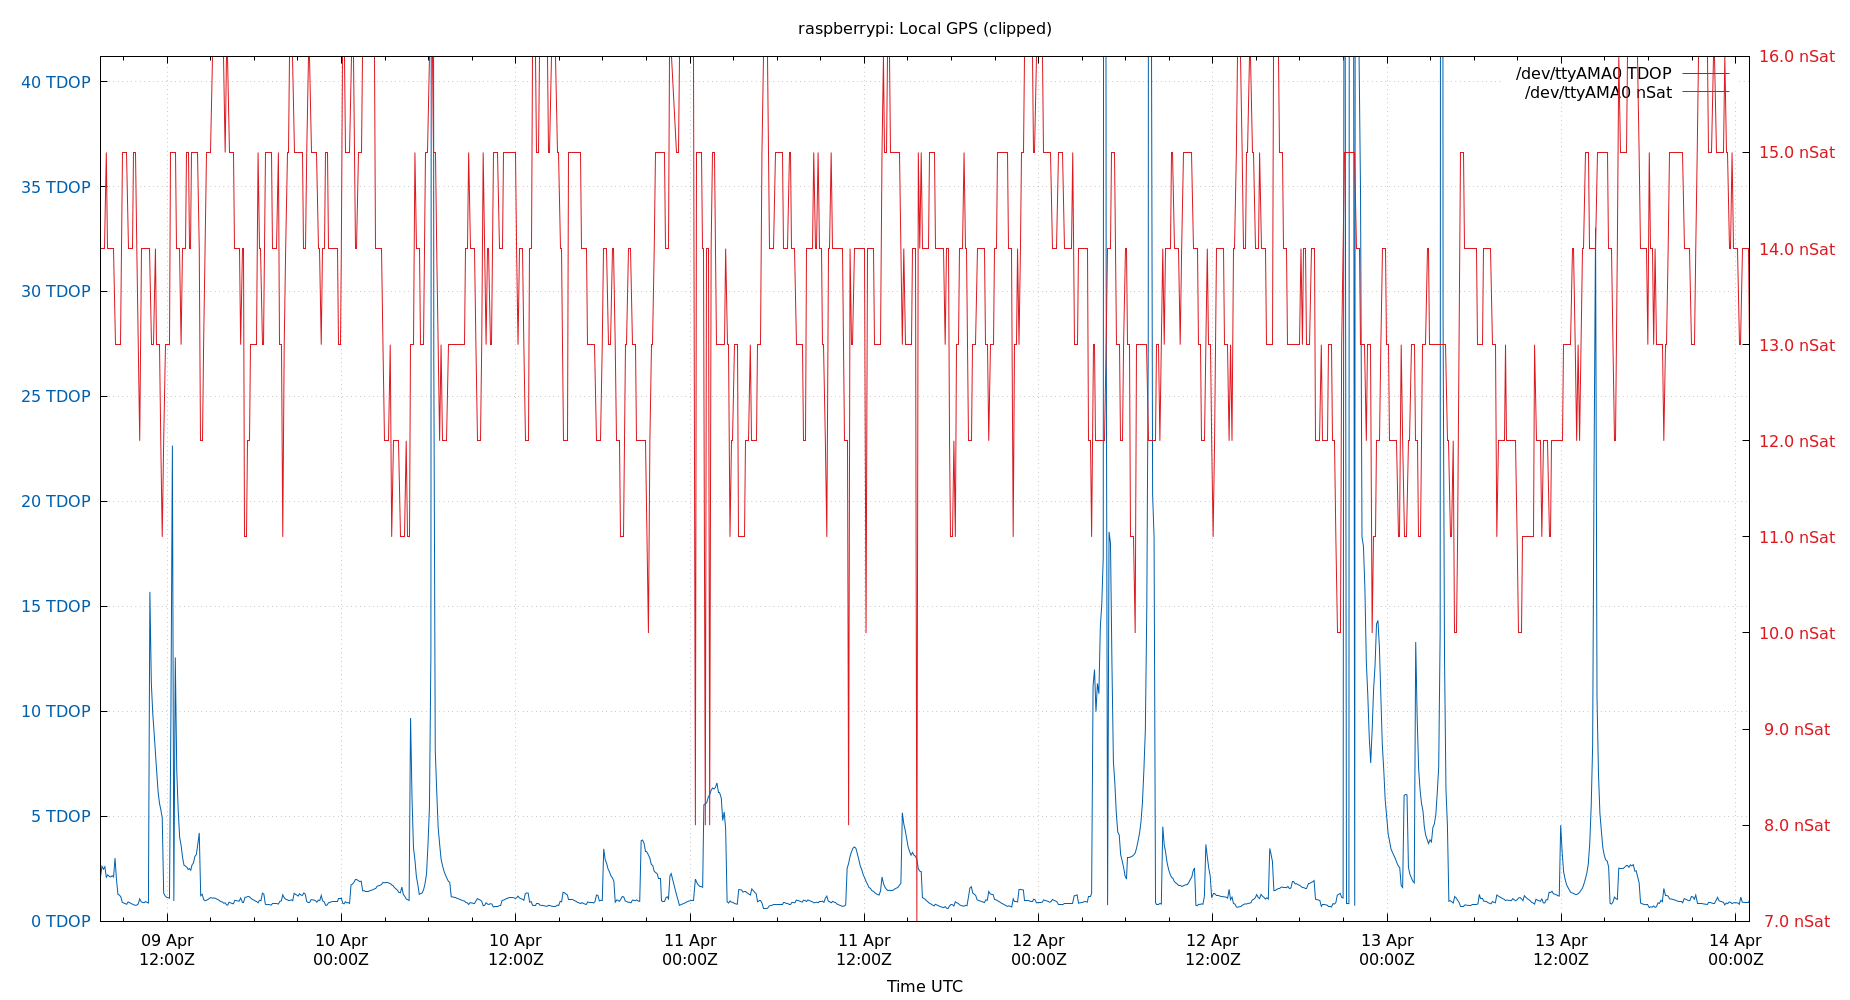 raspberrypi: Local GPS (clipped)
40 TDOP
35 TDOP
30 TDOP
25 TDOP
20 TDOP
15 TDOP
10 TDOP
5 TDOP
0 TDOP
/dev/ttyAMA0 TDOP
/dev/ttyAMA0 nSat
16.0 nSat
15.0 nSat
14.0 nSat
13.0 nSat
12.0 nSat
11.0 nSat
10.0 nSat
9.0 nSat
8.0 nSat
7.0 nSat
09 Apr
12:00Z
10 Apr
00:00Z
10 Apr
12:00Z
11 Apr
00:00Z
11 Apr
12:00Z
12 Apr
00:00Z
12 Apr
12:00Z
13 Apr
00:00Z
13 Apr
12:00Z
14 Apr
00:00Z
Time UTC